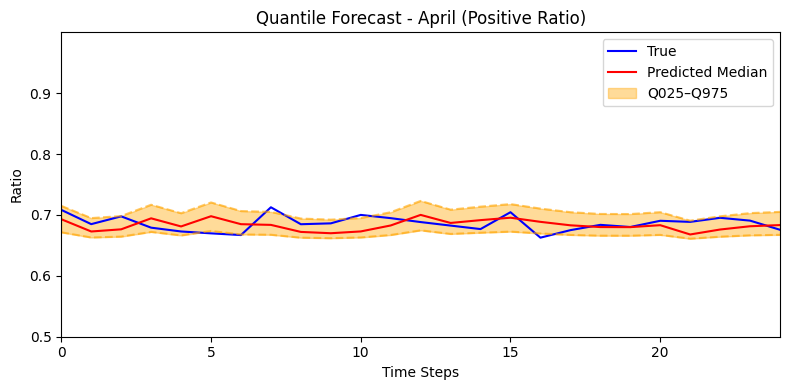 Quantile Forecast - April (Positive Ratio)
True
Predicted Median
Q025–Q975
Ratio
0.9
0.8
0.7
0.6
0.5
0
5
10
15
20
Time Steps